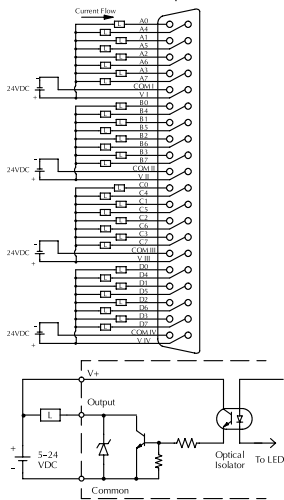 Current Flow
L A0
L A4
L A1
L A5
L A2
L A6
L A3
L A7
COM I
24VDC - +
V I
L B0
L B4
L B1
L B5
L B2
L B6
L B3
L B7
COM II
24VDC - +
V II
L C0
L C4
L C1
L C5
L C2
L C6
L C3
L C7
COM III
24VDC - +
V III
L D0
L D4
L D1
L D5
L D2
L D6
L D3
L D7
COM IV
24VDC - +
V IV
V+
Output
L
+ 5–24
- VDC
Optical
Isolator
To LED
Common